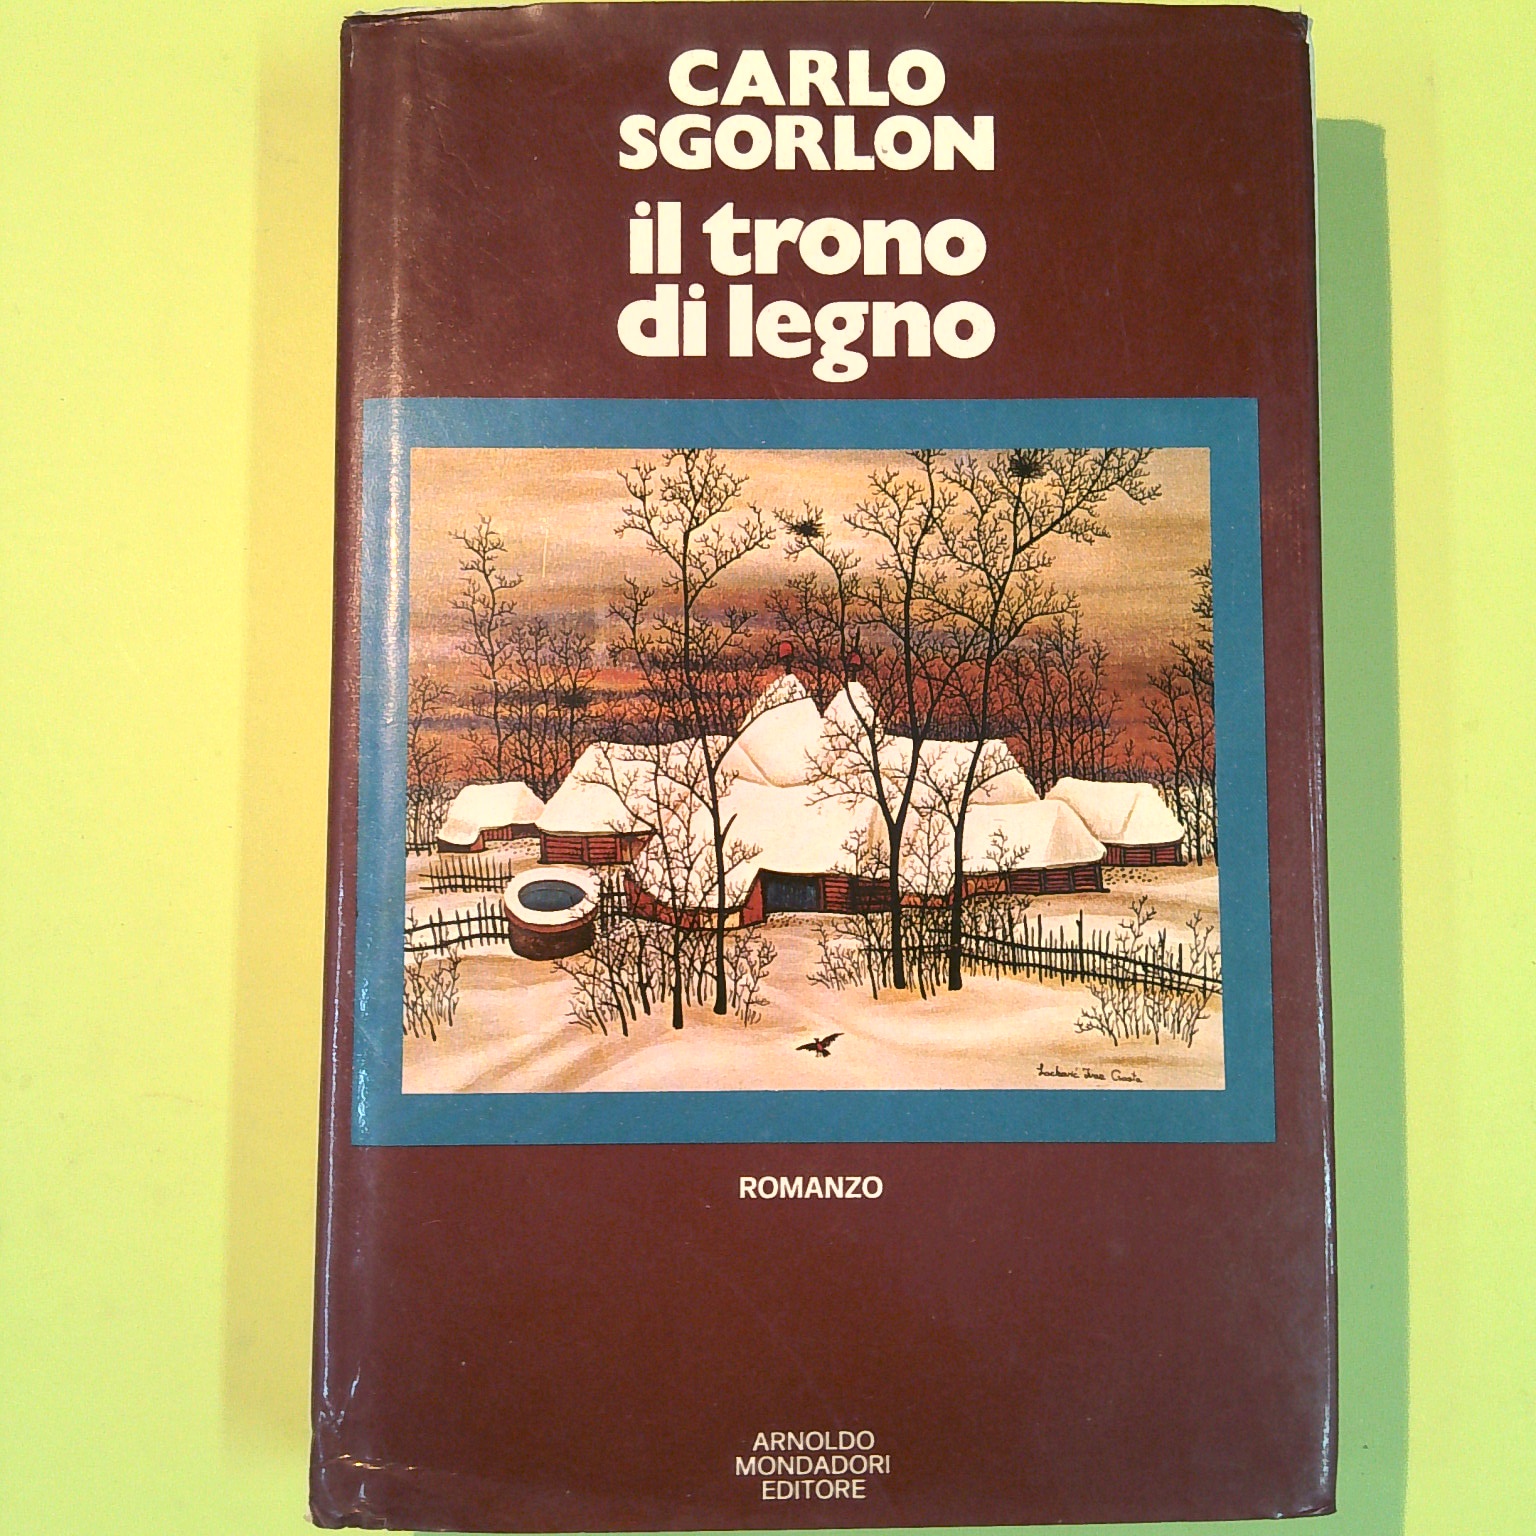 CARLO
SGORLON
il trono
di legno
ROMANZO
ARNOLDO
MONDADORI
EDITORE